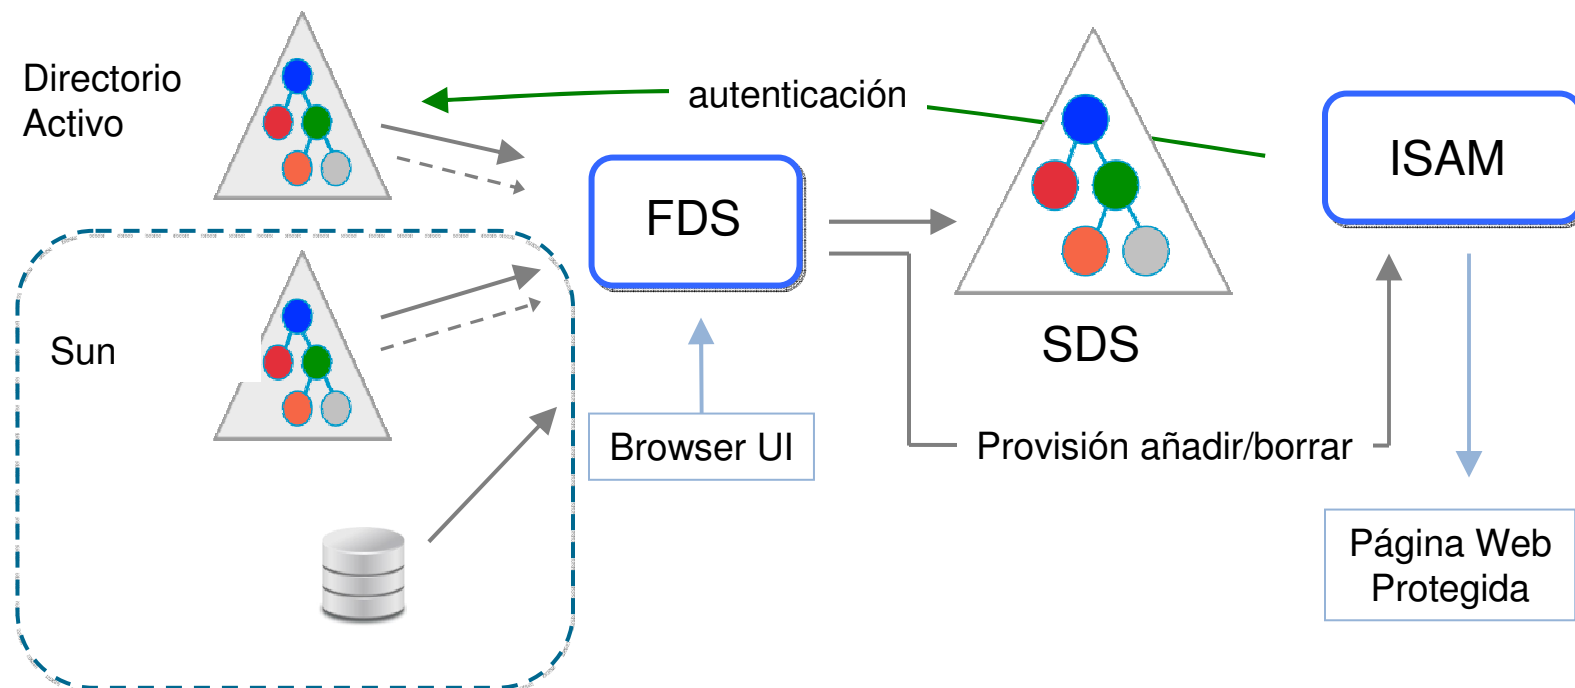 Directorio
Activo
autenticación
ISAM
FDS
Sun
SDS
Browser UI
Provisión añadir/borrar
Página Web
Protegida